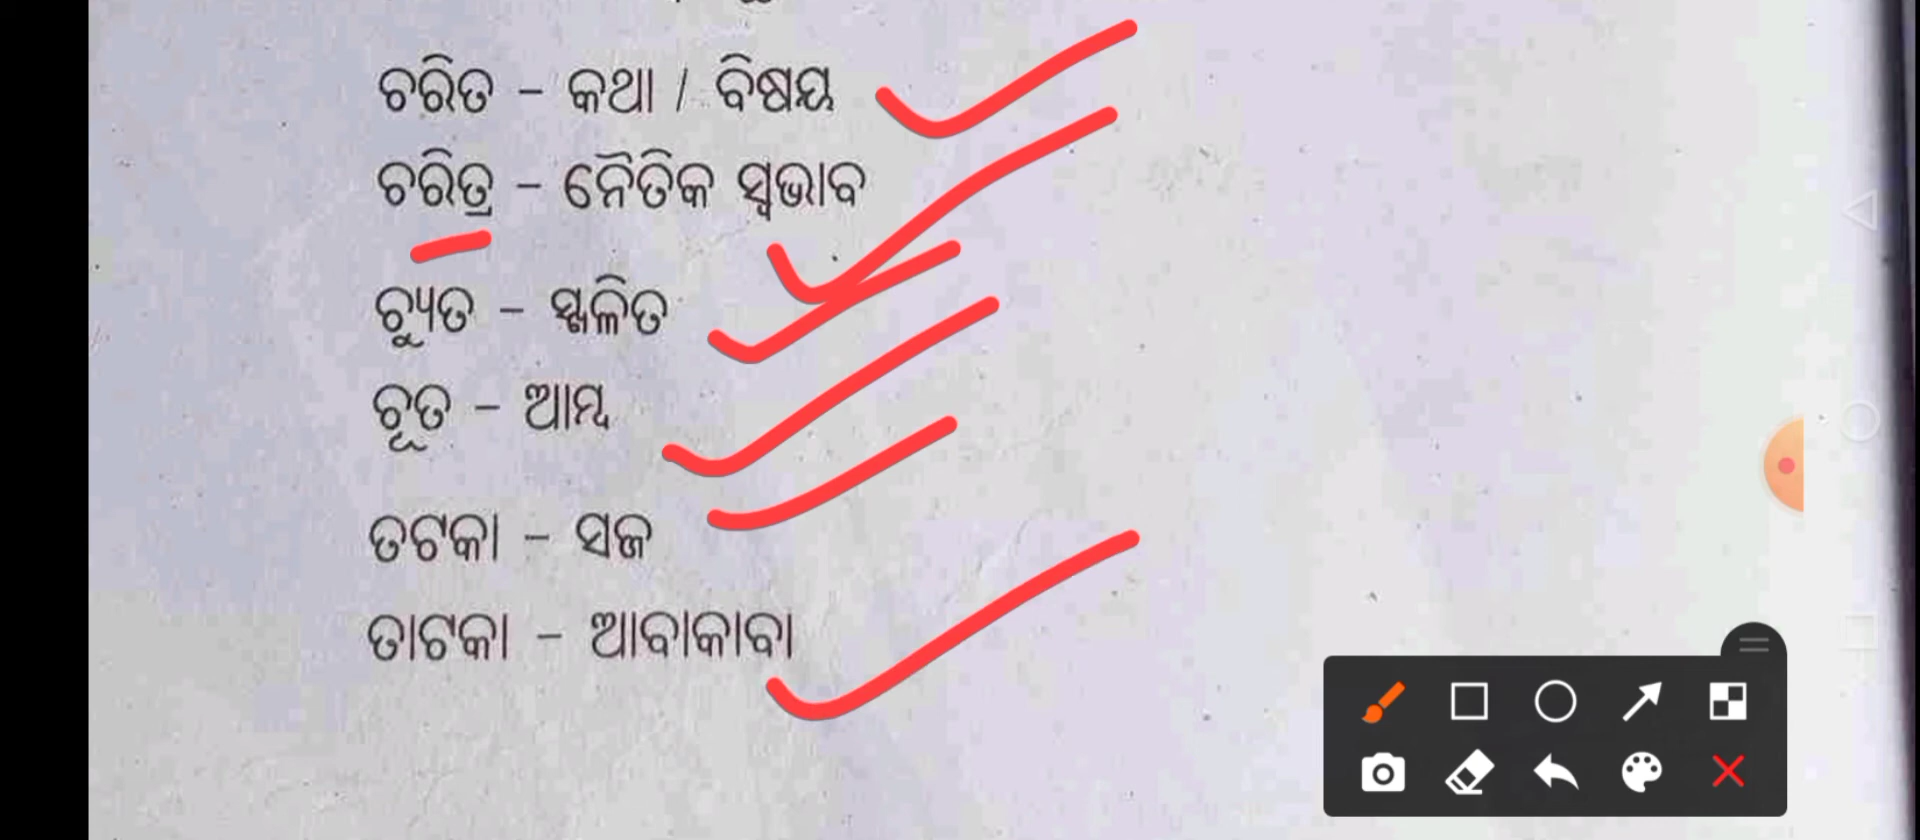 ଚରିତ – କଥା / ବିଷୟ
ଚରିତ୍ର – ନୈତିକ ସ୍ୱଭାବ
ଚ୍ୟୁତ – ସ୍ଖଳିତ
ଚୂତ – ଆମ୍ବ
ତଟକା – ସଜ
ତାଟକା – ଆବାକାବା